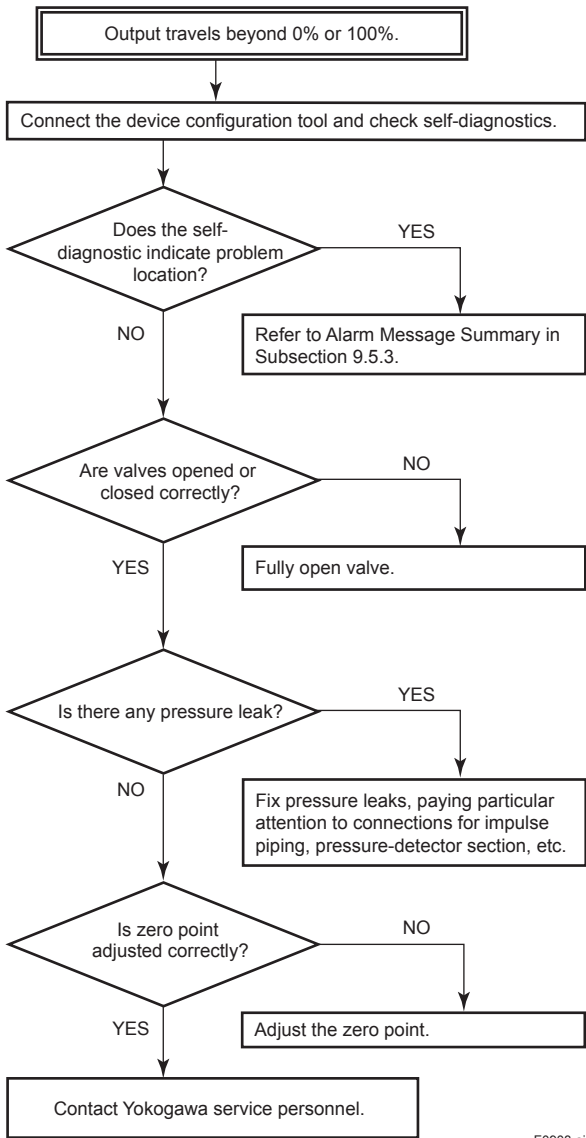 Output travels beyond 0% or 100%.
Connect the device configuration tool and check self-diagnostics.
Does the self-
diagnostic indicate problem
location?
YES
NO
Refer to Alarm Message Summary in
Subsection 9.5.3.
Are valves opened or
closed correctly?
NO
YES
Fully open valve.
Is there any pressure leak?
YES
NO
Fix pressure leaks, paying particular
attention to connections for impulse
piping, pressure-detector section, etc.
Is zero point
adjusted correctly?
NO
YES
Adjust the zero point.
Contact Yokogawa service personnel.